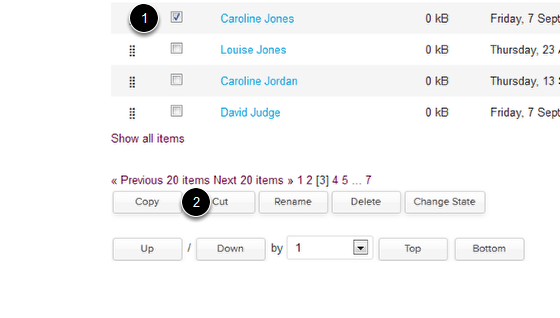 1 Caroline Jones 0 kB Friday, 7 Sept
Louise Jones 0 kB Thursday, 23 A
Caroline Jordan 0 kB Thursday, 13 S
David Judge 0 kB Friday, 7 Sept
Show all items
« Previous 20 items Next 20 items » 1 2 [3] 4 5 ... 7
Copy 2 Cut Rename Delete Change State
Up / Down by 1 Top Bottom